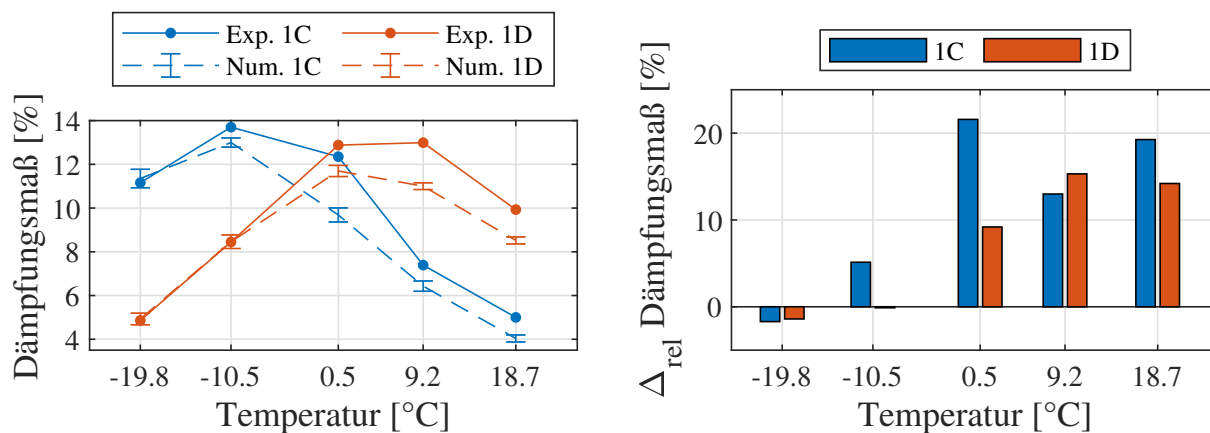 Exp. 1C Exp. 1D
Num. 1C Num. 1D
Dämpfungsmaß [%]
14
12
10
8
6
4
-19.8 -10.5 0.5 9.2 18.7
Temperatur [°C]
1C 1D
Δrel Dämpfungsmaß [%]
20
10
0
-19.8 -10.5 0.5 9.2 18.7
Temperatur [°C]